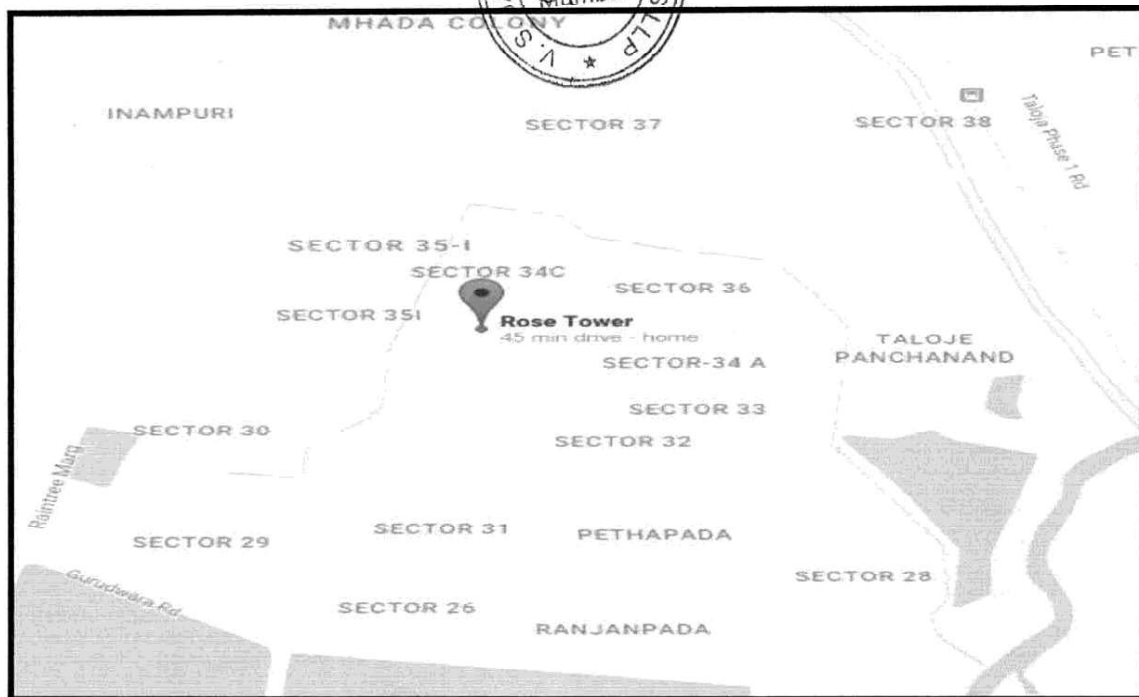 MHADA COLONY
V.S
LLP
PET
INAMPURI
SECTOR 37
SECTOR 38
Taloja Phase 1 Rd
SECTOR 35-I
SECTOR 34C
SECTOR 36
SECTOR 35I
Rose Tower
45 min drive - home
TALOJE
PANCHANAND
SECTOR-34 A
SECTOR 33
SECTOR 30
SECTOR 32
Raintree Marg
SECTOR 31
PETHAPADA
SECTOR 29
SECTOR 28
Gurudwara Rd
SECTOR 26
RANJANPADA